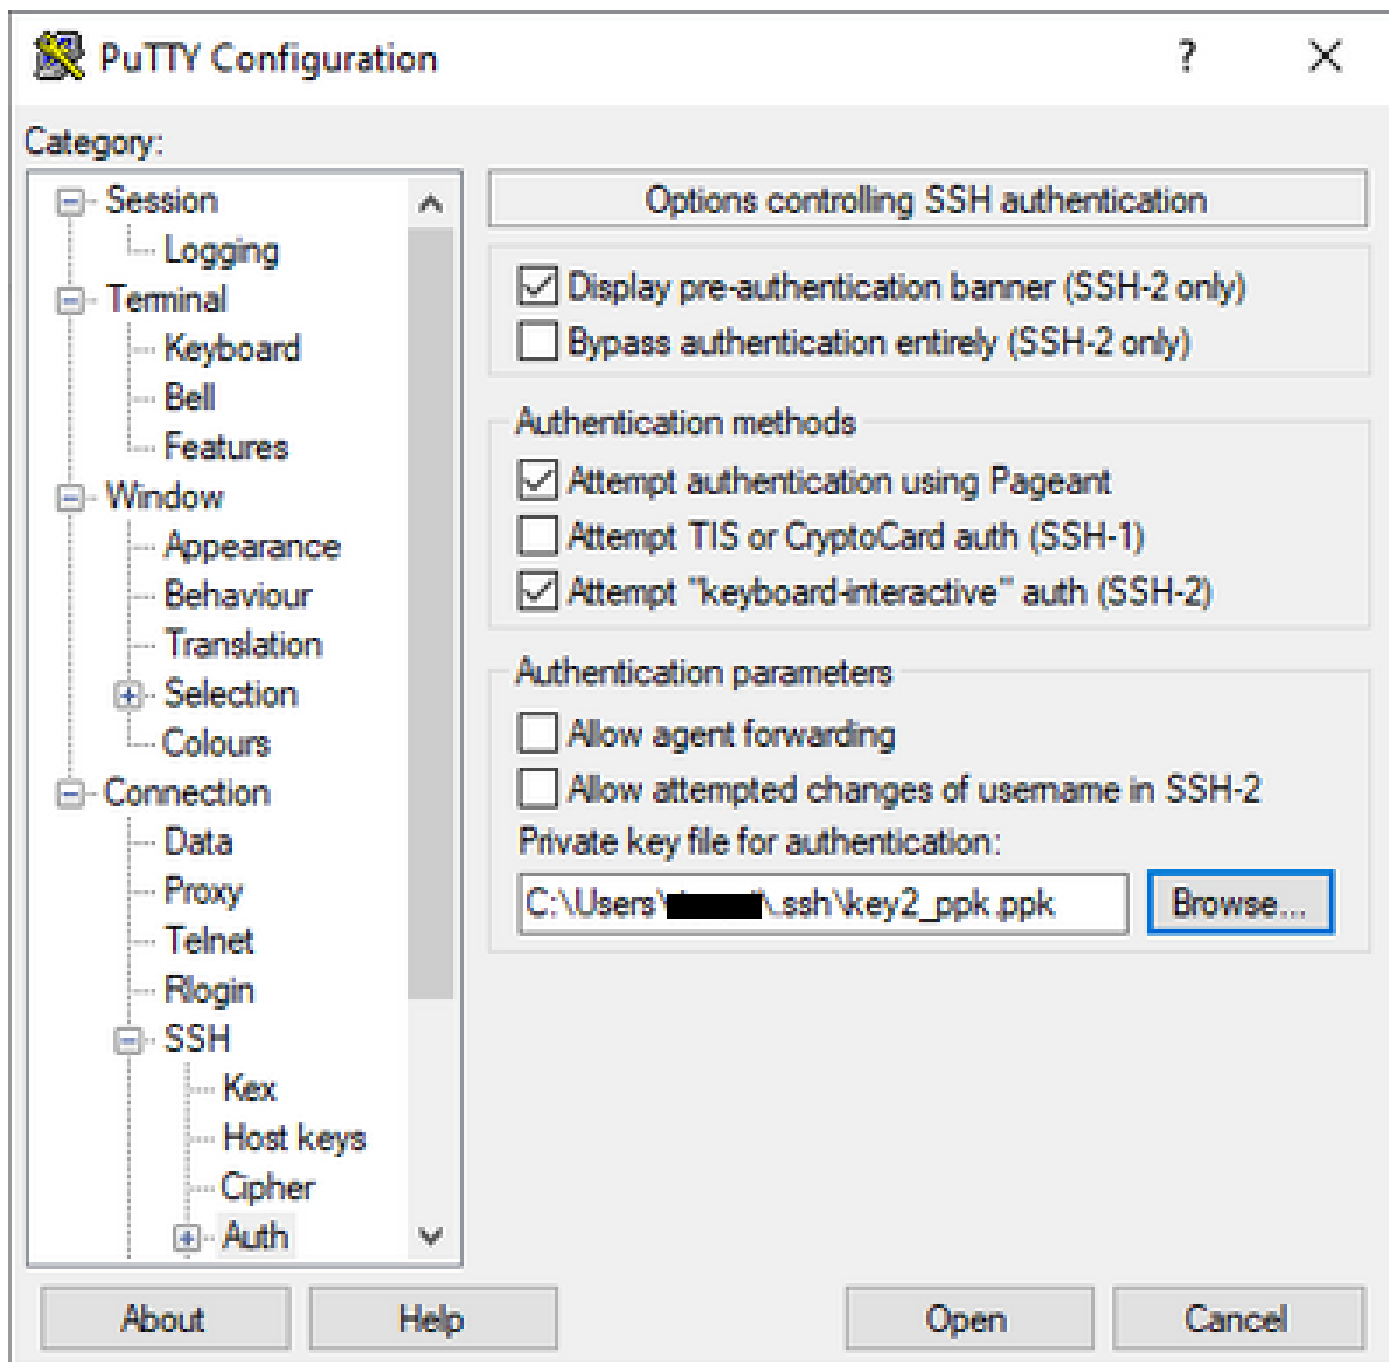 PuTTY Configuration
?
Category:
Session
Logging
Terminal
Keyboard
Bell
Features
Window
Appearance
Behaviour
Translation
Selection
Colours
Connection
Data
Proxy
Telnet
Rlogin
SSH
Kex
Host keys
Cipher
Auth
Options controlling SSH authentication
Display pre-authentication banner (SSH-2 only)
Bypass authentication entirely (SSH-2 only)
Authentication methods
Attempt authentication using Pageant
Attempt TIS or CryptoCard auth (SSH-1)
Attempt "keyboard-interactive" auth (SSH-2)
Authentication parameters
Allow agent forwarding
Allow attempted changes of username in SSH-2
Private key file for authentication:
C:\Users\ \.ssh\key2_ppk.ppk
Browse...
About
Help
Open
Cancel